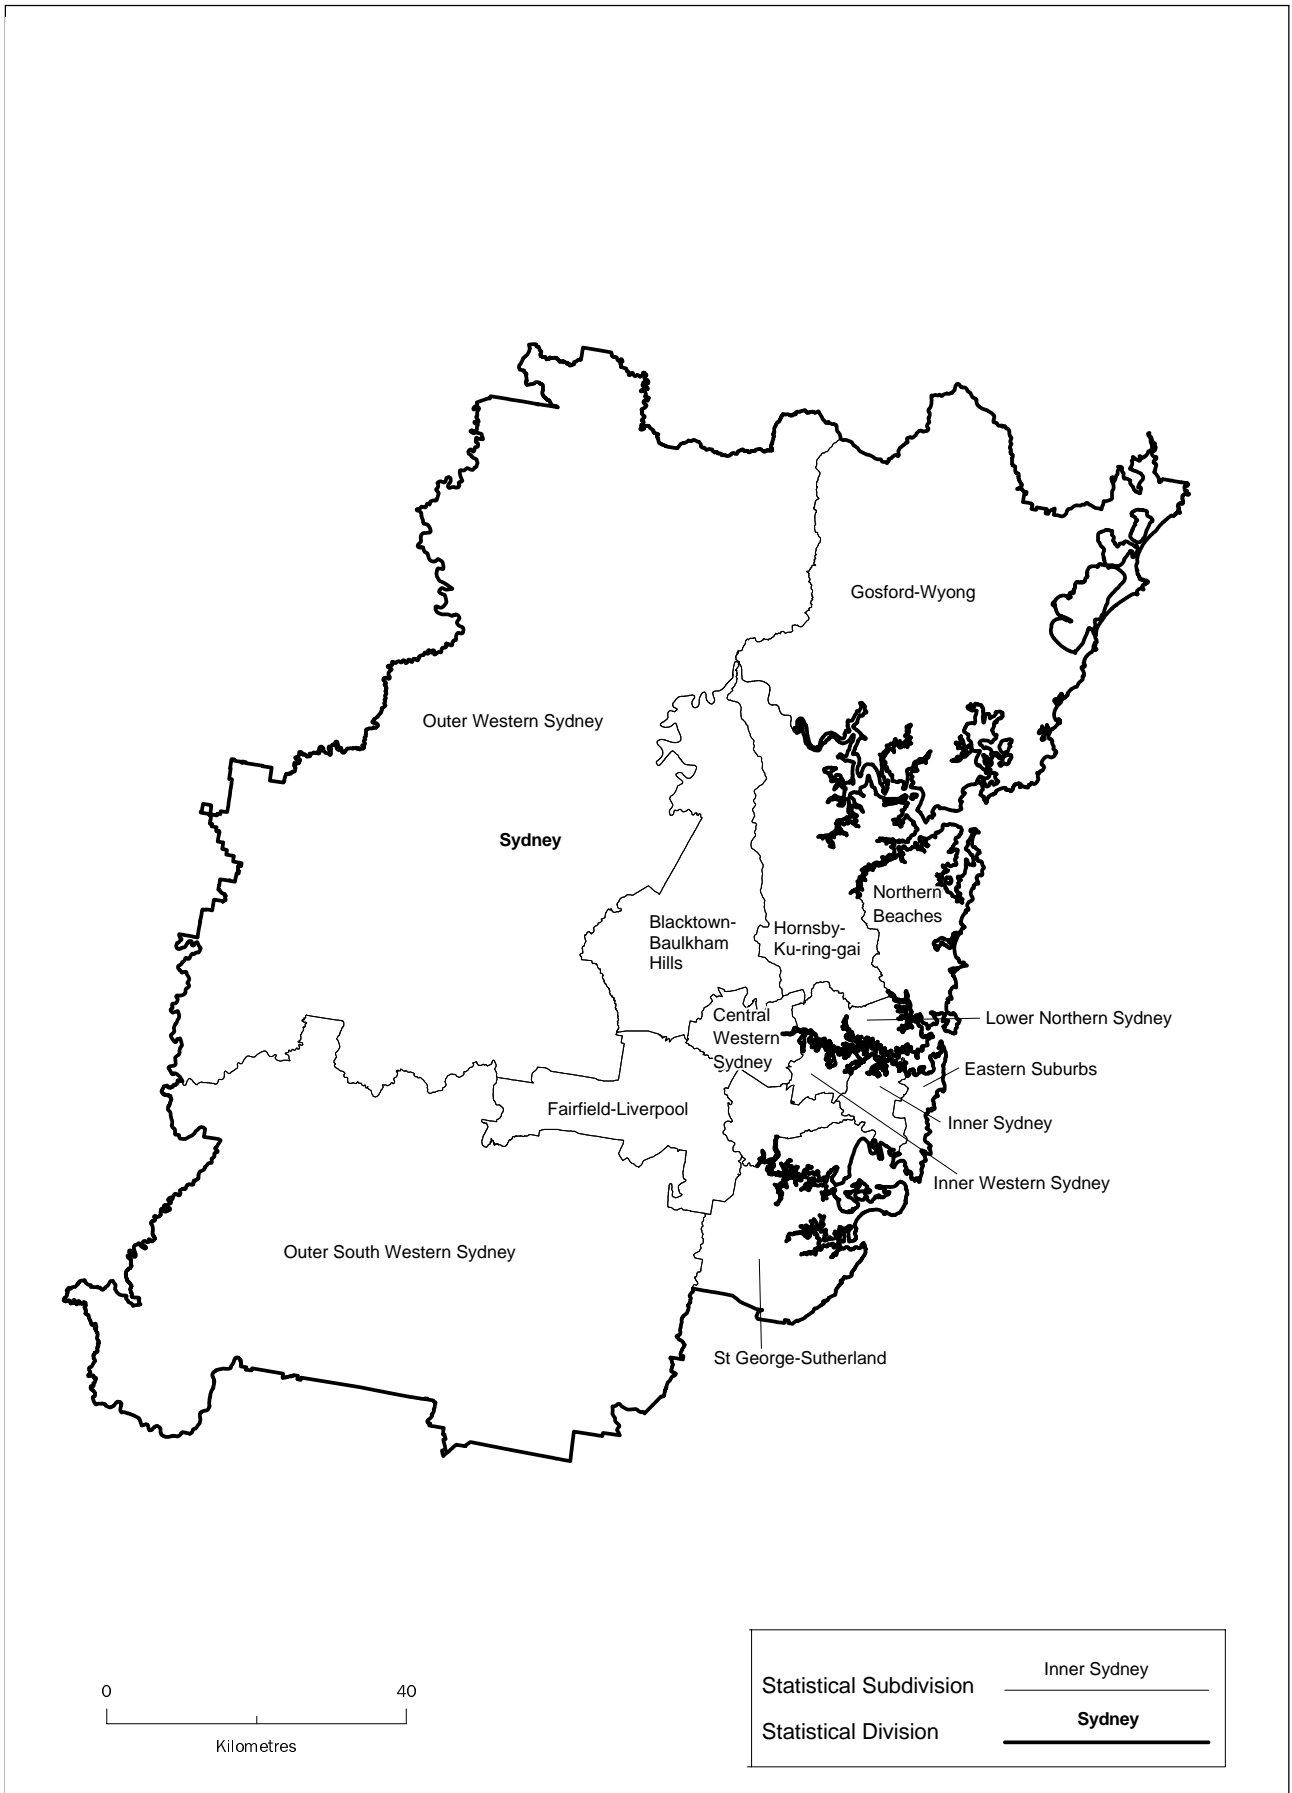 Gosford-Wyong
Outer Western Sydney
Sydney
Northern
Beaches
Blacktown-
Baulkham
Hills
Hornsby-
Ku-ring-gai
Central
Western
Sydney
Lower Northern Sydney
Eastern Suburbs
Fairfield-Liverpool
Inner Sydney
Inner Western Sydney
Outer South Western Sydney
St George-Sutherland
0 40
Kilometres
Statistical Subdivision Inner Sydney
Statistical Division Sydney